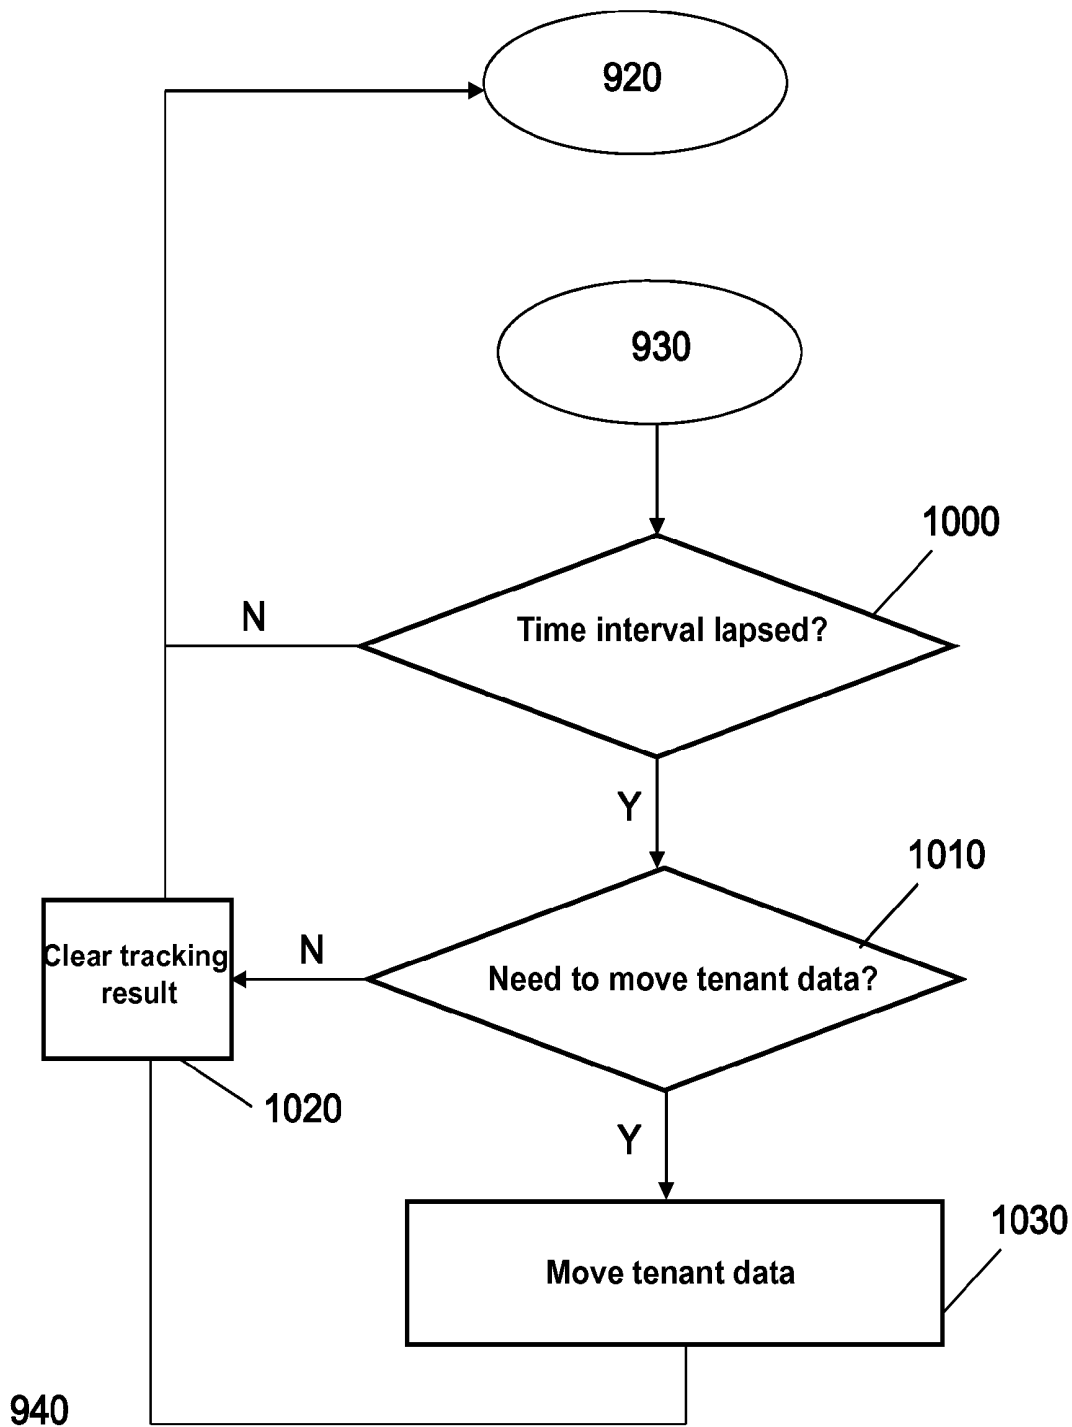 920
930
1000
Time interval lapsed?
N
Y
1010
Need to move tenant data?
N
Clear tracking
result
1020
Y
1030
Move tenant data
940